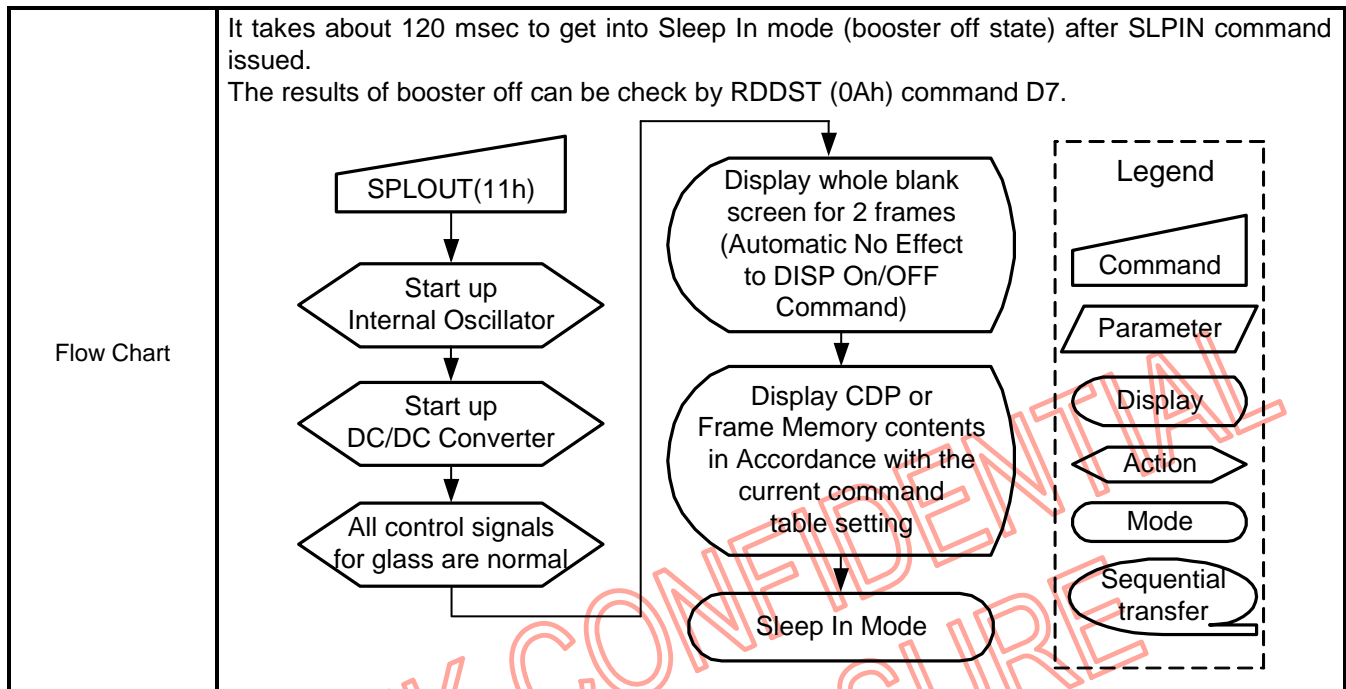 Flow Chart
It takes about 120 msec to get into Sleep In mode (booster off state) after SLPIN command
issued.
The results of booster off can be check by RDDST (0Ah) command D7.
SPLOUT(11h)
Start up
Internal Oscillator
Start up
DC/DC Converter
All control signals
for glass are normal
Display whole blank
screen for 2 frames
(Automatic No Effect
to DISP On/OFF
Command)
Display CDP or
Frame Memory contents
in Accordance with the
current command
table setting
Sleep In Mode
Legend
Command
Parameter
Display
Action
Mode
Sequential
transfer
CONFIDENTIAL